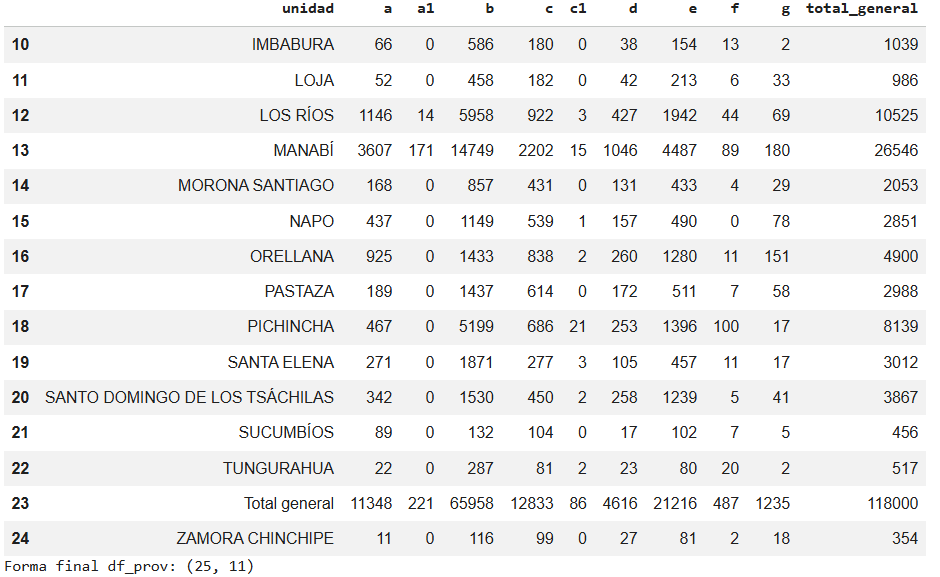 unidad a a1 b c c1 d e f g total_general
10 IMBABURA 66 0 586 180 0 38 154 13 2 1039
11 LOJA 52 0 458 182 0 42 213 6 33 986
12 LOS RÍOS 1146 14 5958 922 3 427 1942 44 69 10525
13 MANABÍ 3607 171 14749 2202 15 1046 4487 89 180 26546
14 MORONA SANTIAGO 168 0 857 431 0 131 433 4 29 2053
15 NAPO 437 0 1149 539 1 157 490 0 78 2851
16 ORELLANA 925 0 1433 838 2 260 1280 11 151 4900
17 PASTAZA 189 0 1437 614 0 172 511 7 58 2988
18 PICHINCHA 467 0 5199 686 21 253 1396 100 17 8139
19 SANTA ELENA 271 0 1871 277 3 105 457 11 17 3012
20 SANTO DOMINGO DE LOS TSÁCHILAS 342 0 1530 450 2 258 1239 5 41 3867
21 SUCUMBÍOS 89 0 132 104 0 17 102 7 5 456
22 TUNGURAHUA 22 0 287 81 2 23 80 20 2 517
23 Total general 11348 221 65958 12833 86 4616 21216 487 1235 118000
24 ZAMORA CHINCHIPE 11 0 116 99 0 27 81 2 18 354
Forma final df_prov: (25, 11)